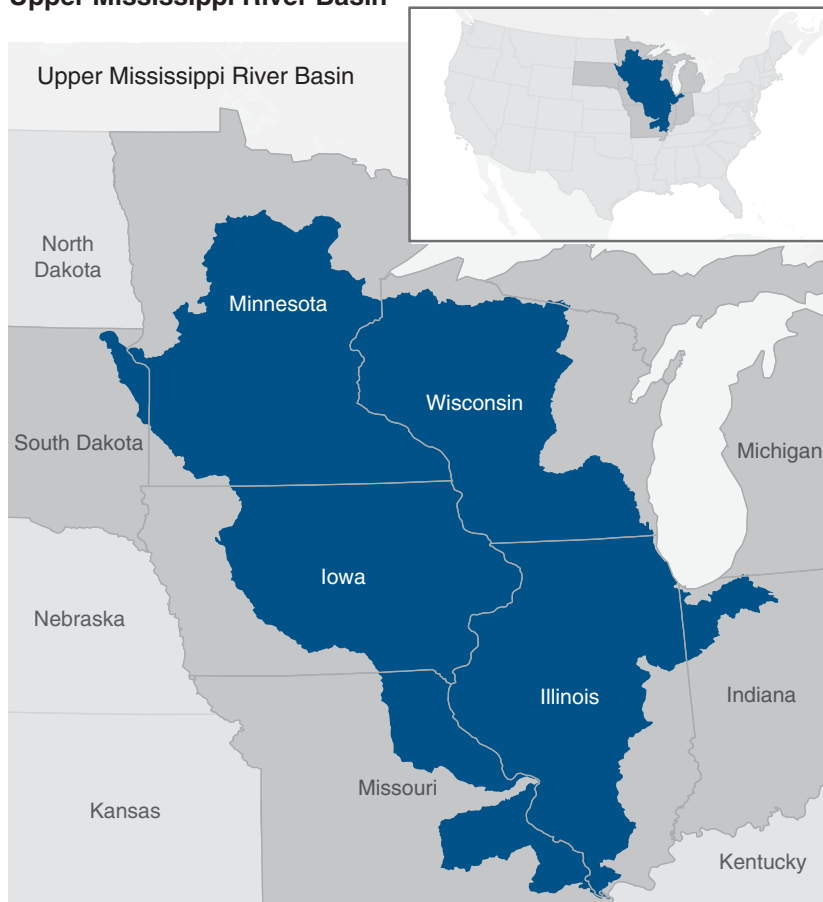 Upper Mississippi River Basin
Upper Mississippi River Basin
North
Dakota
Minnesota
Wisconsin
South Dakota
Michigan
Iowa
Nebraska
Illinois
Indiana
Missouri
Kansas
Kentucky